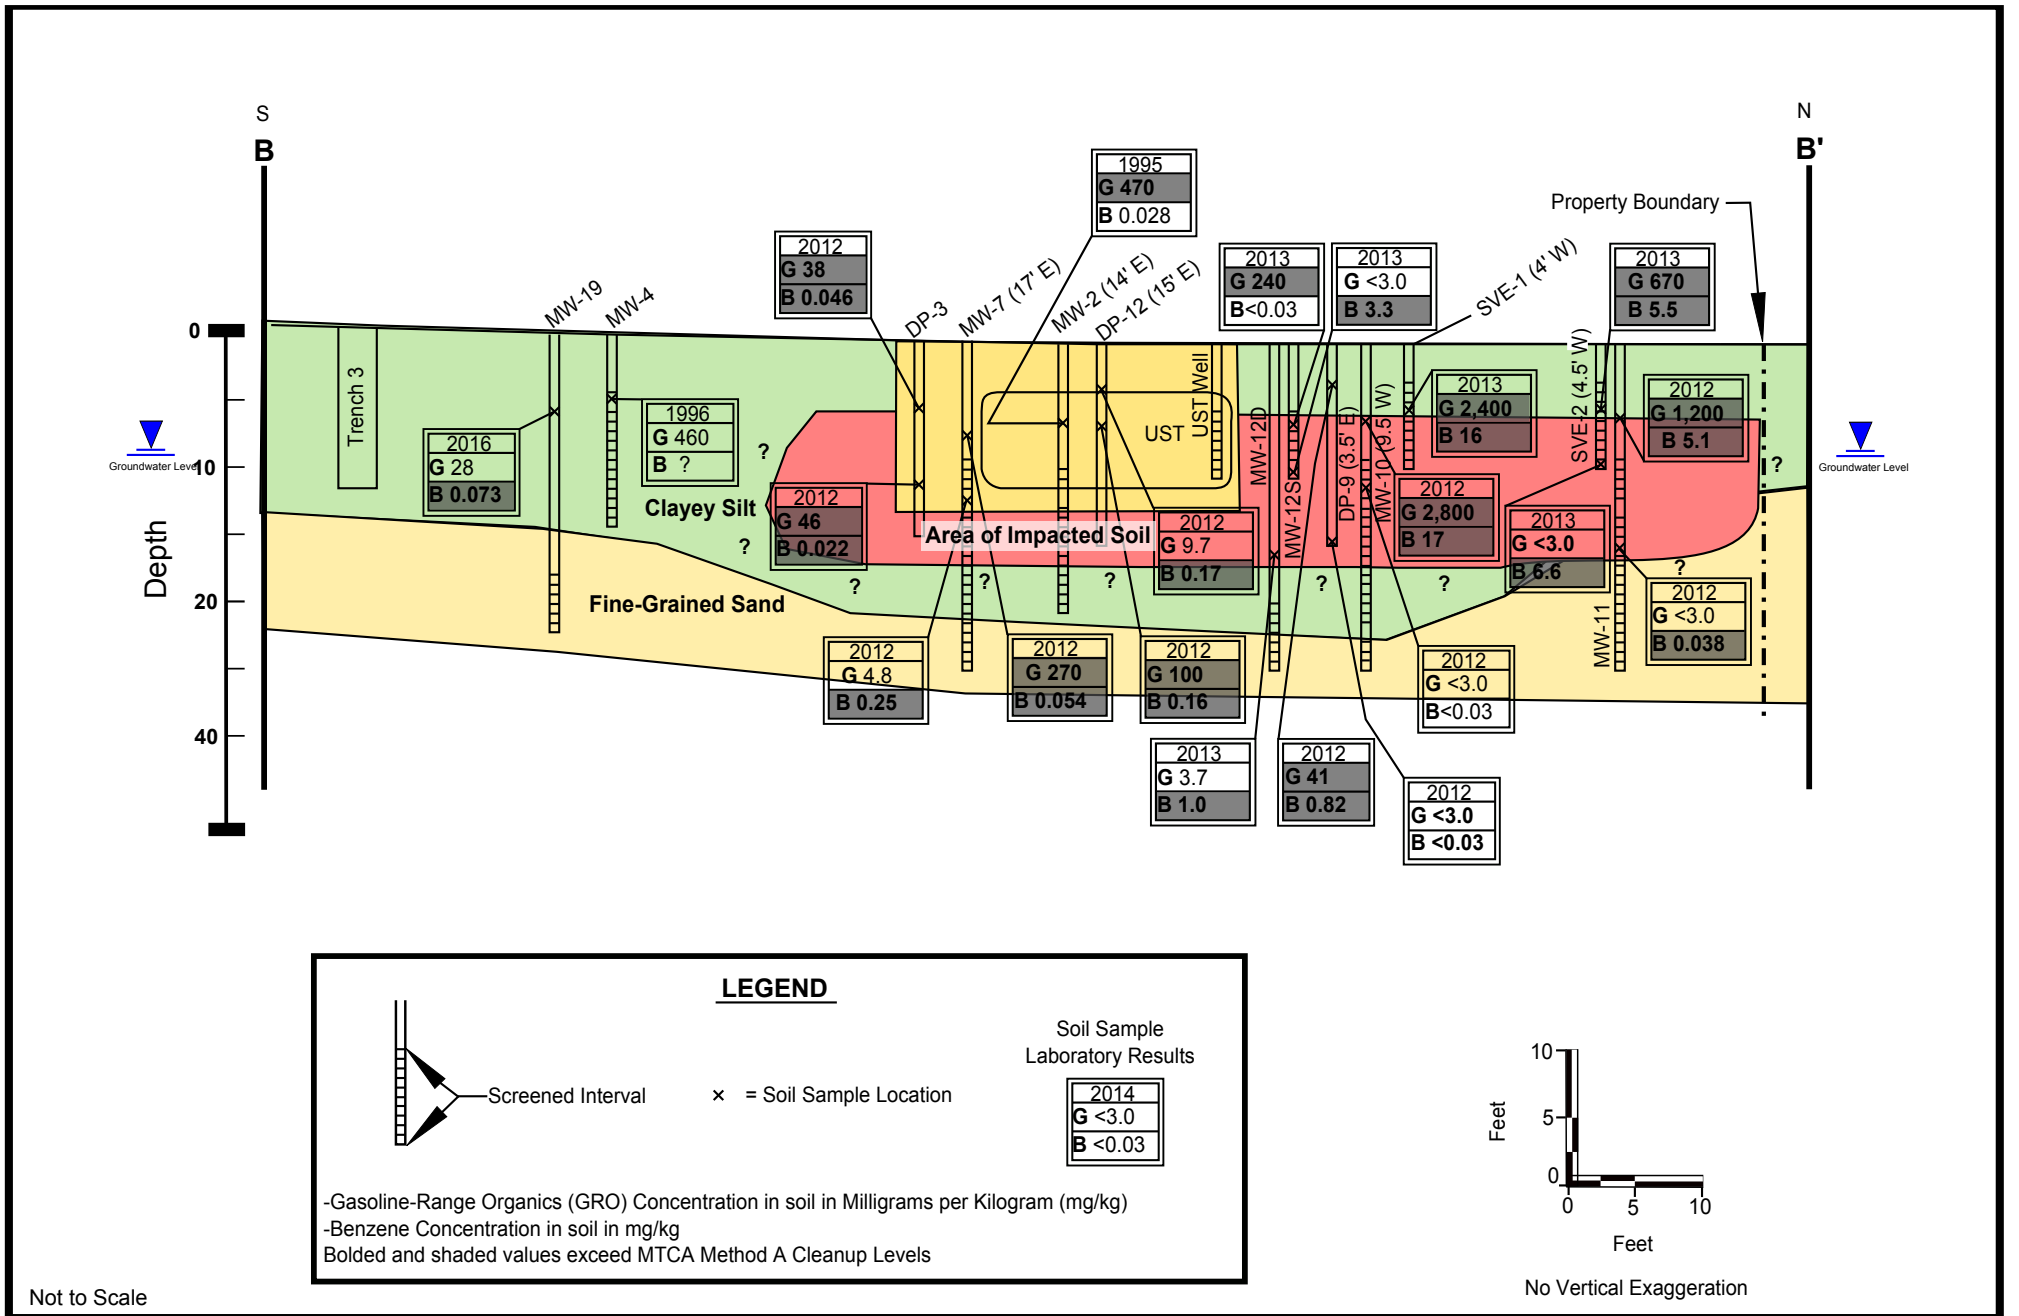 S
B
N
B'
1995
G 470
B 0.028
Property Boundary
2012
G 38
B 0.046
2013
G 240
B<0.03
2013
G <3.0
B 3.3
2013
G 670
B 5.5
MW-19
MW-4
DP-3
MW-7 (17' E)
MW-2 (14' E)
DP-12 (15' E)
SVE-1 (4' W)
SVE-2 (4.5' W)
0
10
20
40
Depth
Groundwater Level
Groundwater Level
Trench 3
1996
G 460
B ?
2016
G 28
B 0.073
UST
UST Well
MW-12D
MW-12S
DP-9 (3.5' E)
MW-10 (9.5' W)
MW-11
2013
G 2,400
B 16
2012
G 1,200
B 5.1
?
?
?
?
?
?
?
?
?
Clayey Silt
Area of Impacted Soil
Fine-Grained Sand
2012
G 46
B 0.022
2012
G 9.7
B 0.17
2012
G 2,800
B 17
2013
G <3.0
B 6.6
2012
G <3.0
B 0.038
2012
G 4.8
B 0.25
2012
G 270
B 0.054
2012
G 100
B 0.16
2012
G <3.0
B<0.03
2013
G 3.7
B 1.0
2012
G 41
B 0.82
2012
G <3.0
B <0.03
LEGEND
Screened Interval
× = Soil Sample Location
Soil Sample
Laboratory Results
2014
G <3.0
B <0.03
-Gasoline-Range Organics (GRO) Concentration in soil in Milligrams per Kilogram (mg/kg)
-Benzene Concentration in soil in mg/kg
Bolded and shaded values exceed MTCA Method A Cleanup Levels
10
5
0
Feet
0 5 10
Feet
No Vertical Exaggeration
Not to Scale